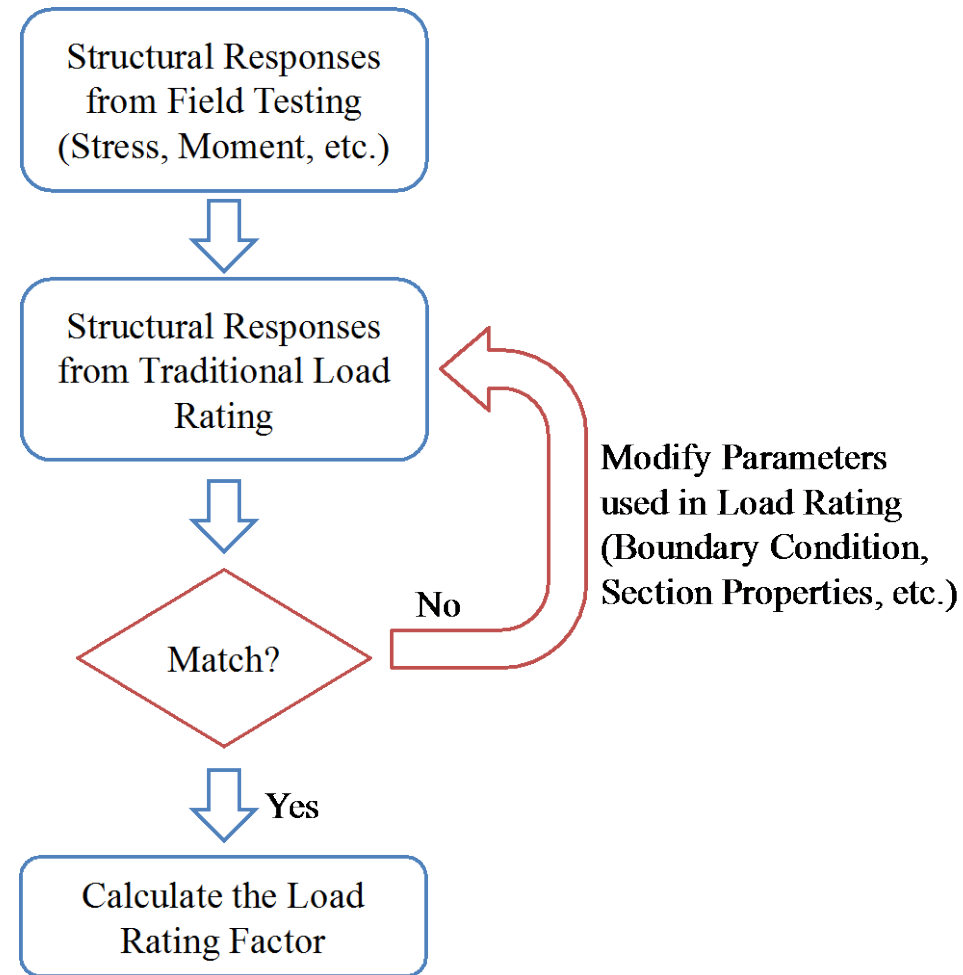 Structural Responses
from Field Testing
(Stress, Moment, etc.)
Structural Responses
from Traditional Load
Rating
Modify Parameters
used in Load Rating
(Boundary Condition,
Section Properties, etc.)
No
Match?
Yes
Calculate the Load
Rating Factor